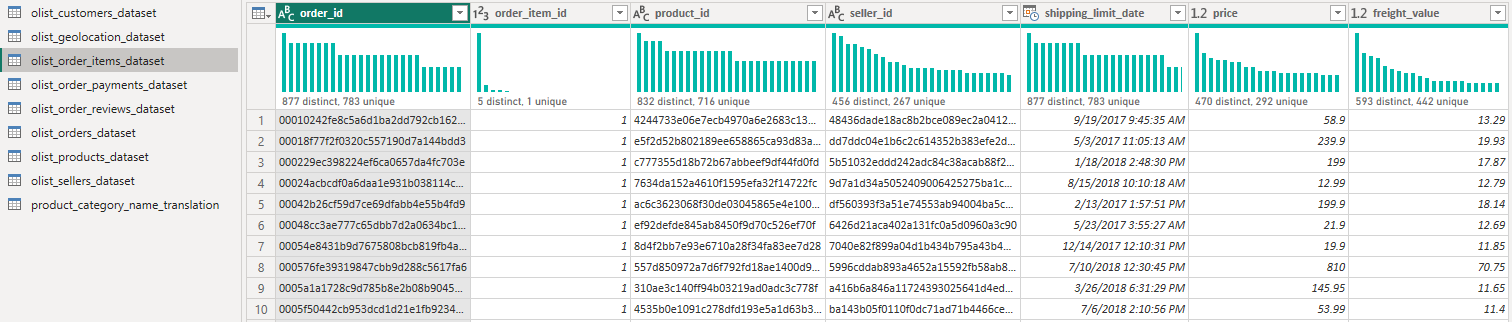 olist_customers_dataset
olist_geolocation_dataset
olist_order_items_dataset
olist_order_payments_dataset
olist_order_reviews_dataset
olist_orders_dataset
olist_products_dataset
olist_sellers_dataset
product_category_name_translation
ABC order_id 123 order_item_id ABC product_id ABC seller_id shipping_limit_date 1.2 price 1.2 freight_value
877 distinct, 783 unique 5 distinct, 1 unique 832 distinct, 716 unique 456 distinct, 267 unique 877 distinct, 783 unique 470 distinct, 292 unique 593 distinct, 442 unique
1 00010242fe8c5a6d1ba2dd792cb162... 1 4244733e06e7ecb4970a6e2683c13... 48436dade18ac8b2bce089ec2a0412... 9/19/2017 9:45:35 AM 58.9 13.29
2 00018f77f2f0320c557190d7a144bdd3 1 e5f2d52b802189ee658865ca93d83a... dd7ddc04e1b6c2c614352b383efe2d... 5/3/2017 11:05:13 AM 239.9 19.93
3 000229ec398224ef6ca0657da4fc703e 1 c777355d18b72b67abbeef9df44fd0fd 5b51032eddd242adc84c38acab88f2... 1/18/2018 2:48:30 PM 199 17.87
4 00024acbcdf0a6daa1e931b038114c... 1 7634da152a4610f1595efa32f14722fc 9d7a1d34a5052409006425275ba1c... 8/15/2018 10:10:18 AM 12.99 12.79
5 00042b26cf59d7ce69dfabb4e55b4fd9 1 ac6c3623068f30de03045865e4e100... df560393f3a51e74553ab94004ba5c... 2/13/2017 1:57:51 PM 199.9 18.14
6 00048cc3ae777c65dbb7d2a0634bc1... 1 ef92defde845ab8450f9d70c526ef70f 6426d21aca402a131fc0a5d0960a3c90 5/23/2017 3:55:27 AM 21.9 12.69
7 00054e8431b9d7675808bcb819fb4a... 1 8d4f2bb7e93e6710a28f34fa83ee7d28 7040e82f899a04d1b434b795a43b4... 12/14/2017 12:10:31 PM 19.9 11.85
8 000576fe39319847cbb9d288c5617fa6 1 557d850972a7d6f792fd18ae1400d9... 5996cddab893a4652a15592fb58ab8... 7/10/2018 12:30:45 PM 810 70.75
9 0005a1a1728c9d785b8e2b08b9045... 1 310ae3c140ff94b03219ad0adc3c778f a416b6a846a11724393025641d4ed... 3/26/2018 6:31:29 PM 145.95 11.65
10 0005f50442cb953dcd1d21e1fb9234... 1 4535b0e1091c278dfd193e5a1d63b3... ba143b05f0110f0dc71ad71b4466ce... 7/6/2018 2:10:56 PM 53.99 11.4